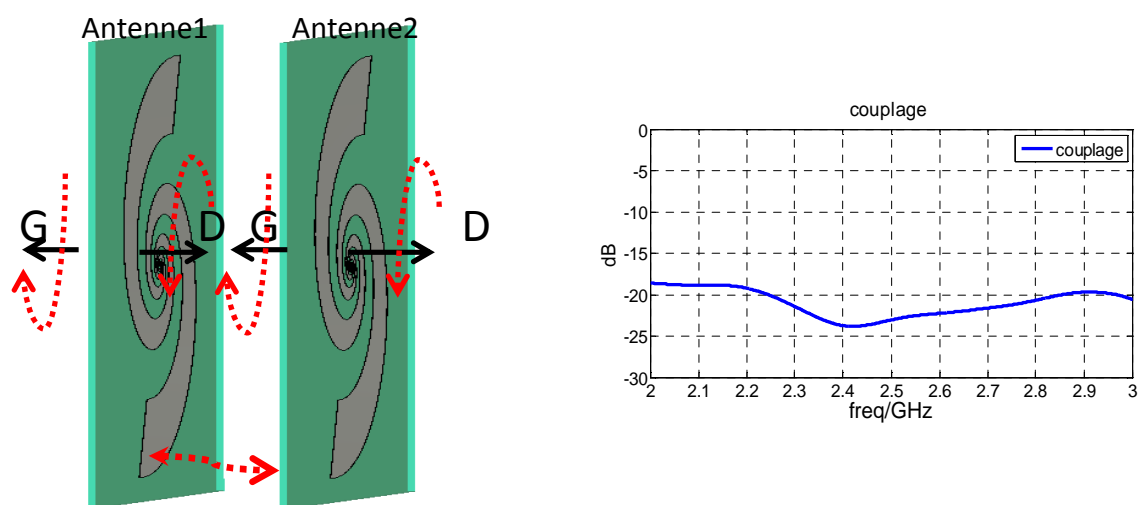 Antenne1
Antenne2
G
D
G
D
couplage
couplage
0
-5
-10
-15
-20
-25
-30
dB
2 2.1 2.2 2.3 2.4 2.5 2.6 2.7 2.8 2.9 3
freq/GHz